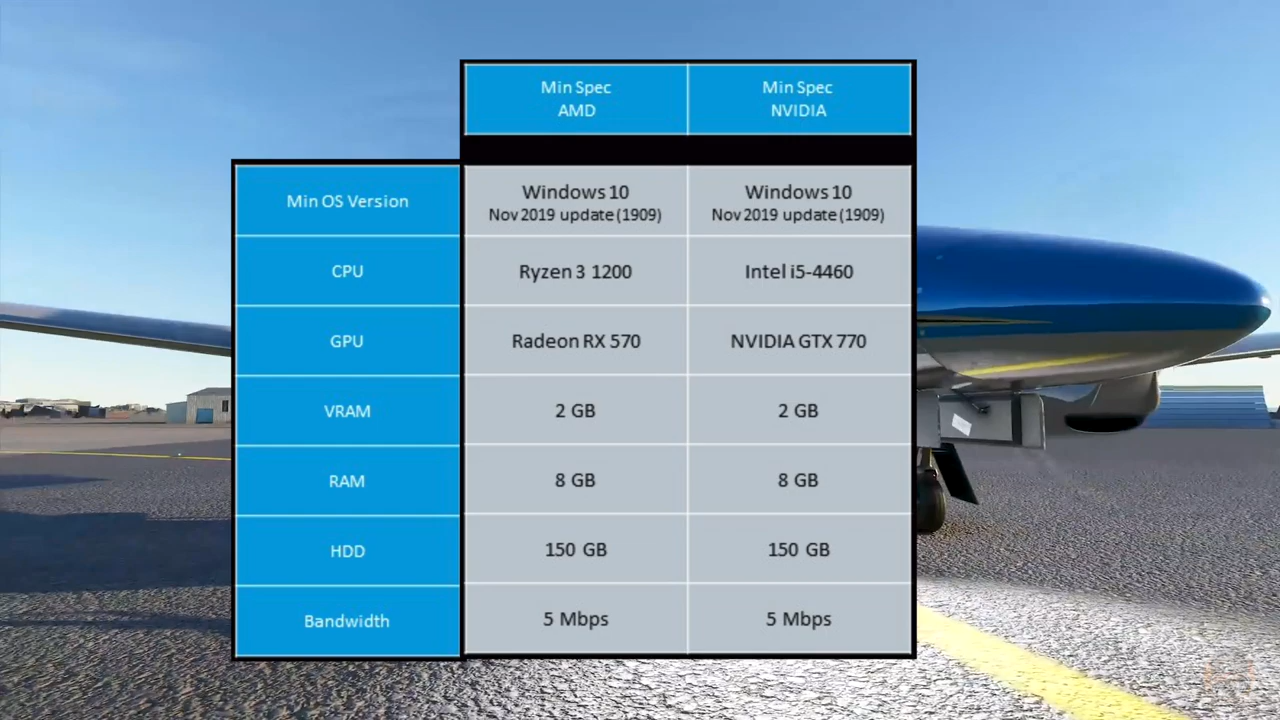 Min Spec
AMD
Min Spec
NVIDIA
Min OS Version
Windows 10
Nov 2019 update (1909)
Windows 10
Nov 2019 update (1909)
CPU
Ryzen 3 1200
Intel i5-4460
GPU
Radeon RX 570
NVIDIA GTX 770
VRAM
2 GB
2 GB
RAM
8 GB
8 GB
HDD
150 GB
150 GB
Bandwidth
5 Mbps
5 Mbps